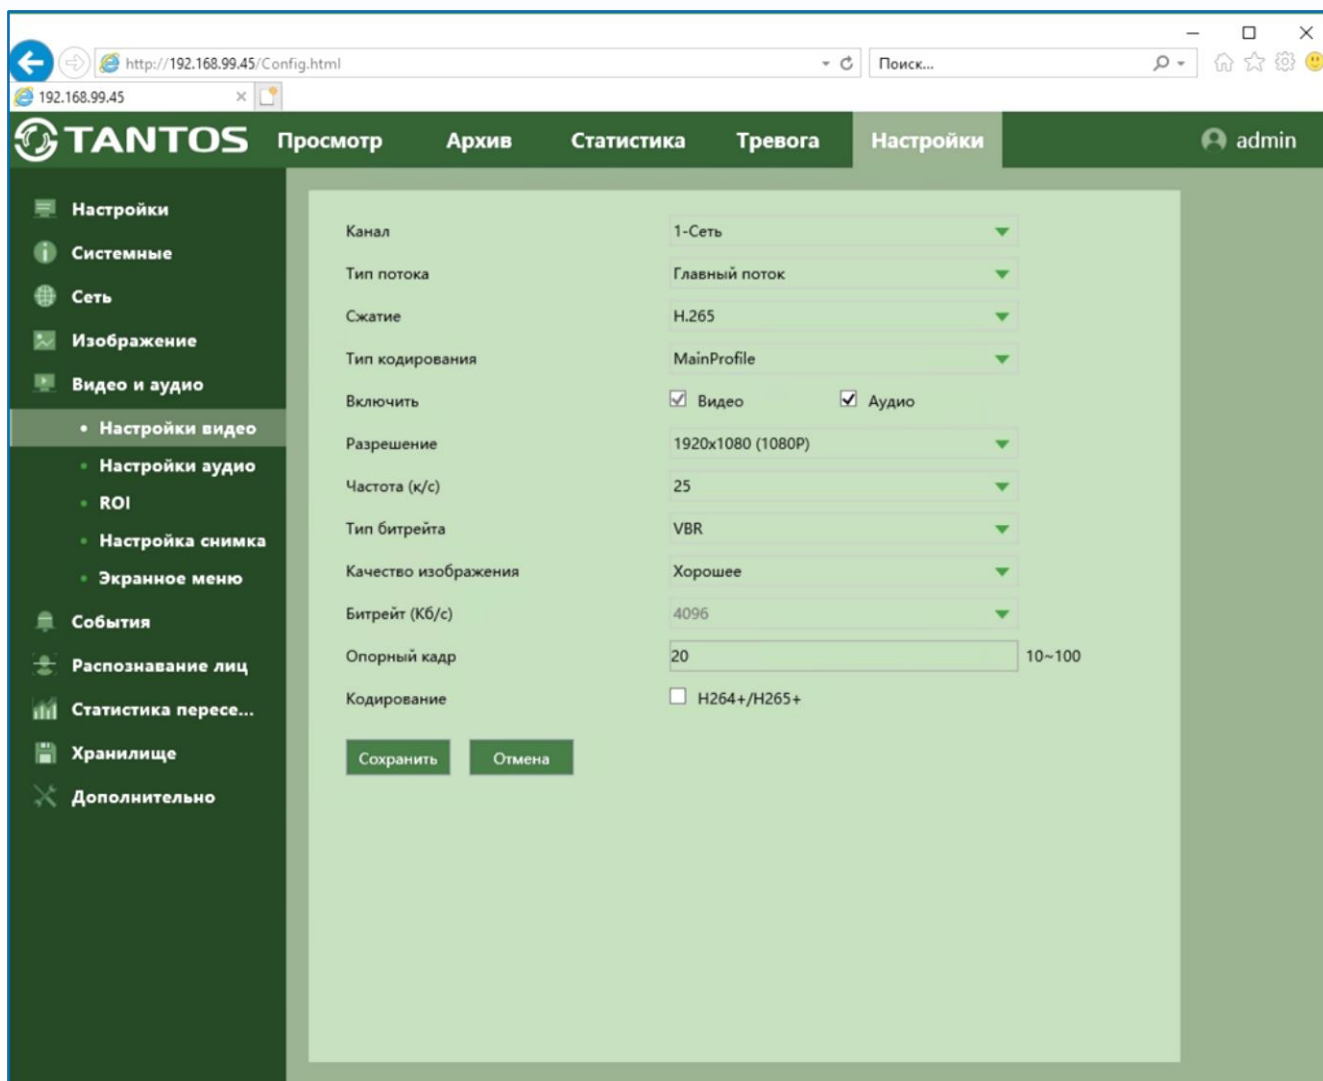 http://192.168.99.45/Config.html Поиск...
192.168.99.45
TANTOS Просмотр Архив Статистика Тревога Настройки admin
Настройки
Системные
Сеть
Изображение
Видео и аудио
Настройки видео
Настройки аудио
ROI
Настройка снимка
Экранное меню
События
Распознавание лиц
Статистика пересе...
Хранилище
Дополнительно
Канал 1-Сеть
Тип потока Главный поток
Сжатие H.265
Тип кодирования MainProfile
Включить Видео Аудио
Разрешение 1920x1080 (1080P)
Частота (к/с) 25
Тип битрейта VBR
Качество изображения Хорошее
Битрейт (Кб/с) 4096
Опорный кадр 20 10~100
Кодирование H264+/H265+
Сохранить Отмена